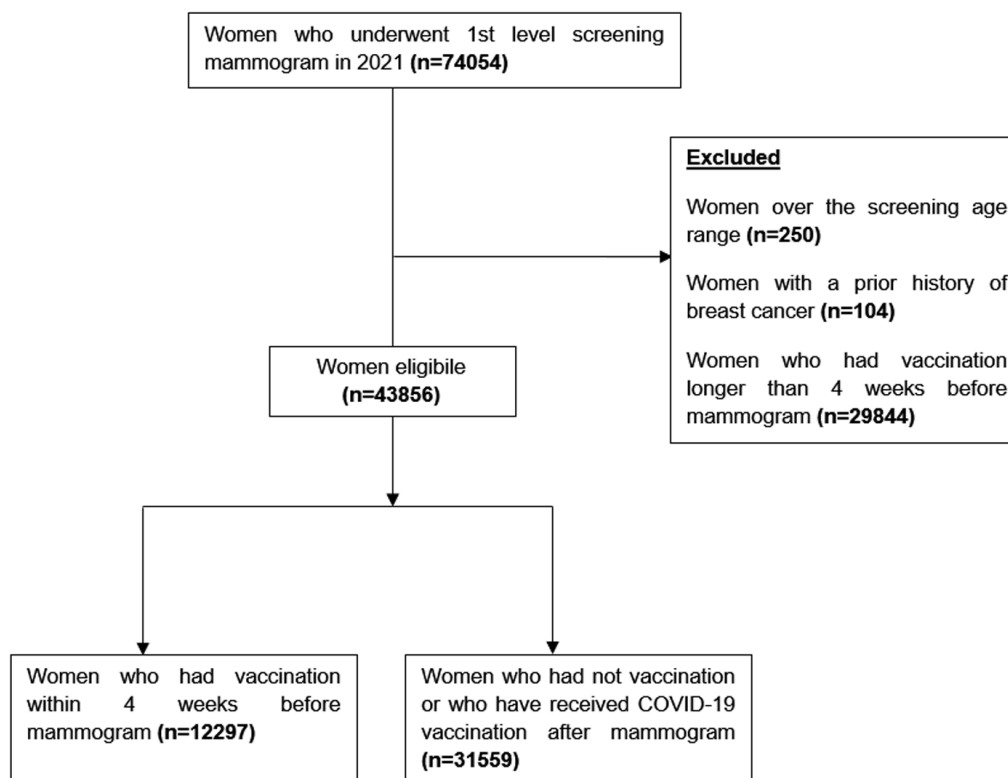 Women who underwent 1st level screening
mammogram in 2021 (n=74054)
Excluded
Women over the screening age
range (n=250)
Women with a prior history of
breast cancer (n=104)
Women who had vaccination
longer than 4 weeks before
mammogram (n=29844)
Women eligibile
(n=43856)
Women who had vaccination
within 4 weeks before
mammogram (n=12297)
Women who had not vaccination
or who have received COVID-19
vaccination after mammogram
(n=31559)